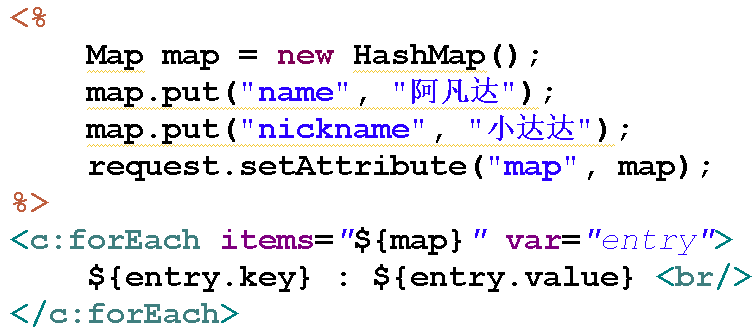 <%
Map map = new HashMap();
map.put("name", "阿凡达");
map.put("nickname", "小达达");
request.setAttribute("map", map);
%>
<c:forEach items="${map}" var="entry">
${entry.key} : ${entry.value} <br/>
</c:forEach>